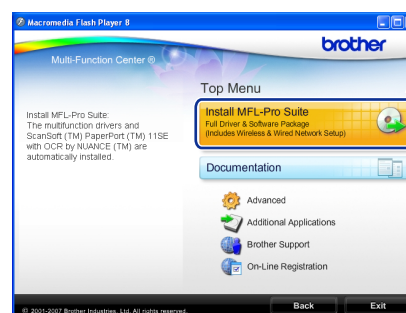 Macromedia Flash Player 8
brother
Multi-Function Center ®
Top Menu
Install MFL-Pro Suite:
The multifunction drivers and
ScanSoft (TM) PaperPort (TM) 11SE
with OCR by NUANCE (TM) are
automatically installed.
Install MFL-Pro Suite
Full Driver & Software Package
(Includes Wireless & Wired Network Setup)
Documentation
Advanced
Additional Applications
Brother Support
On-Line Registration
© 2001-2007 Brother Industries, Ltd. All rights reserved.
Back
Exit